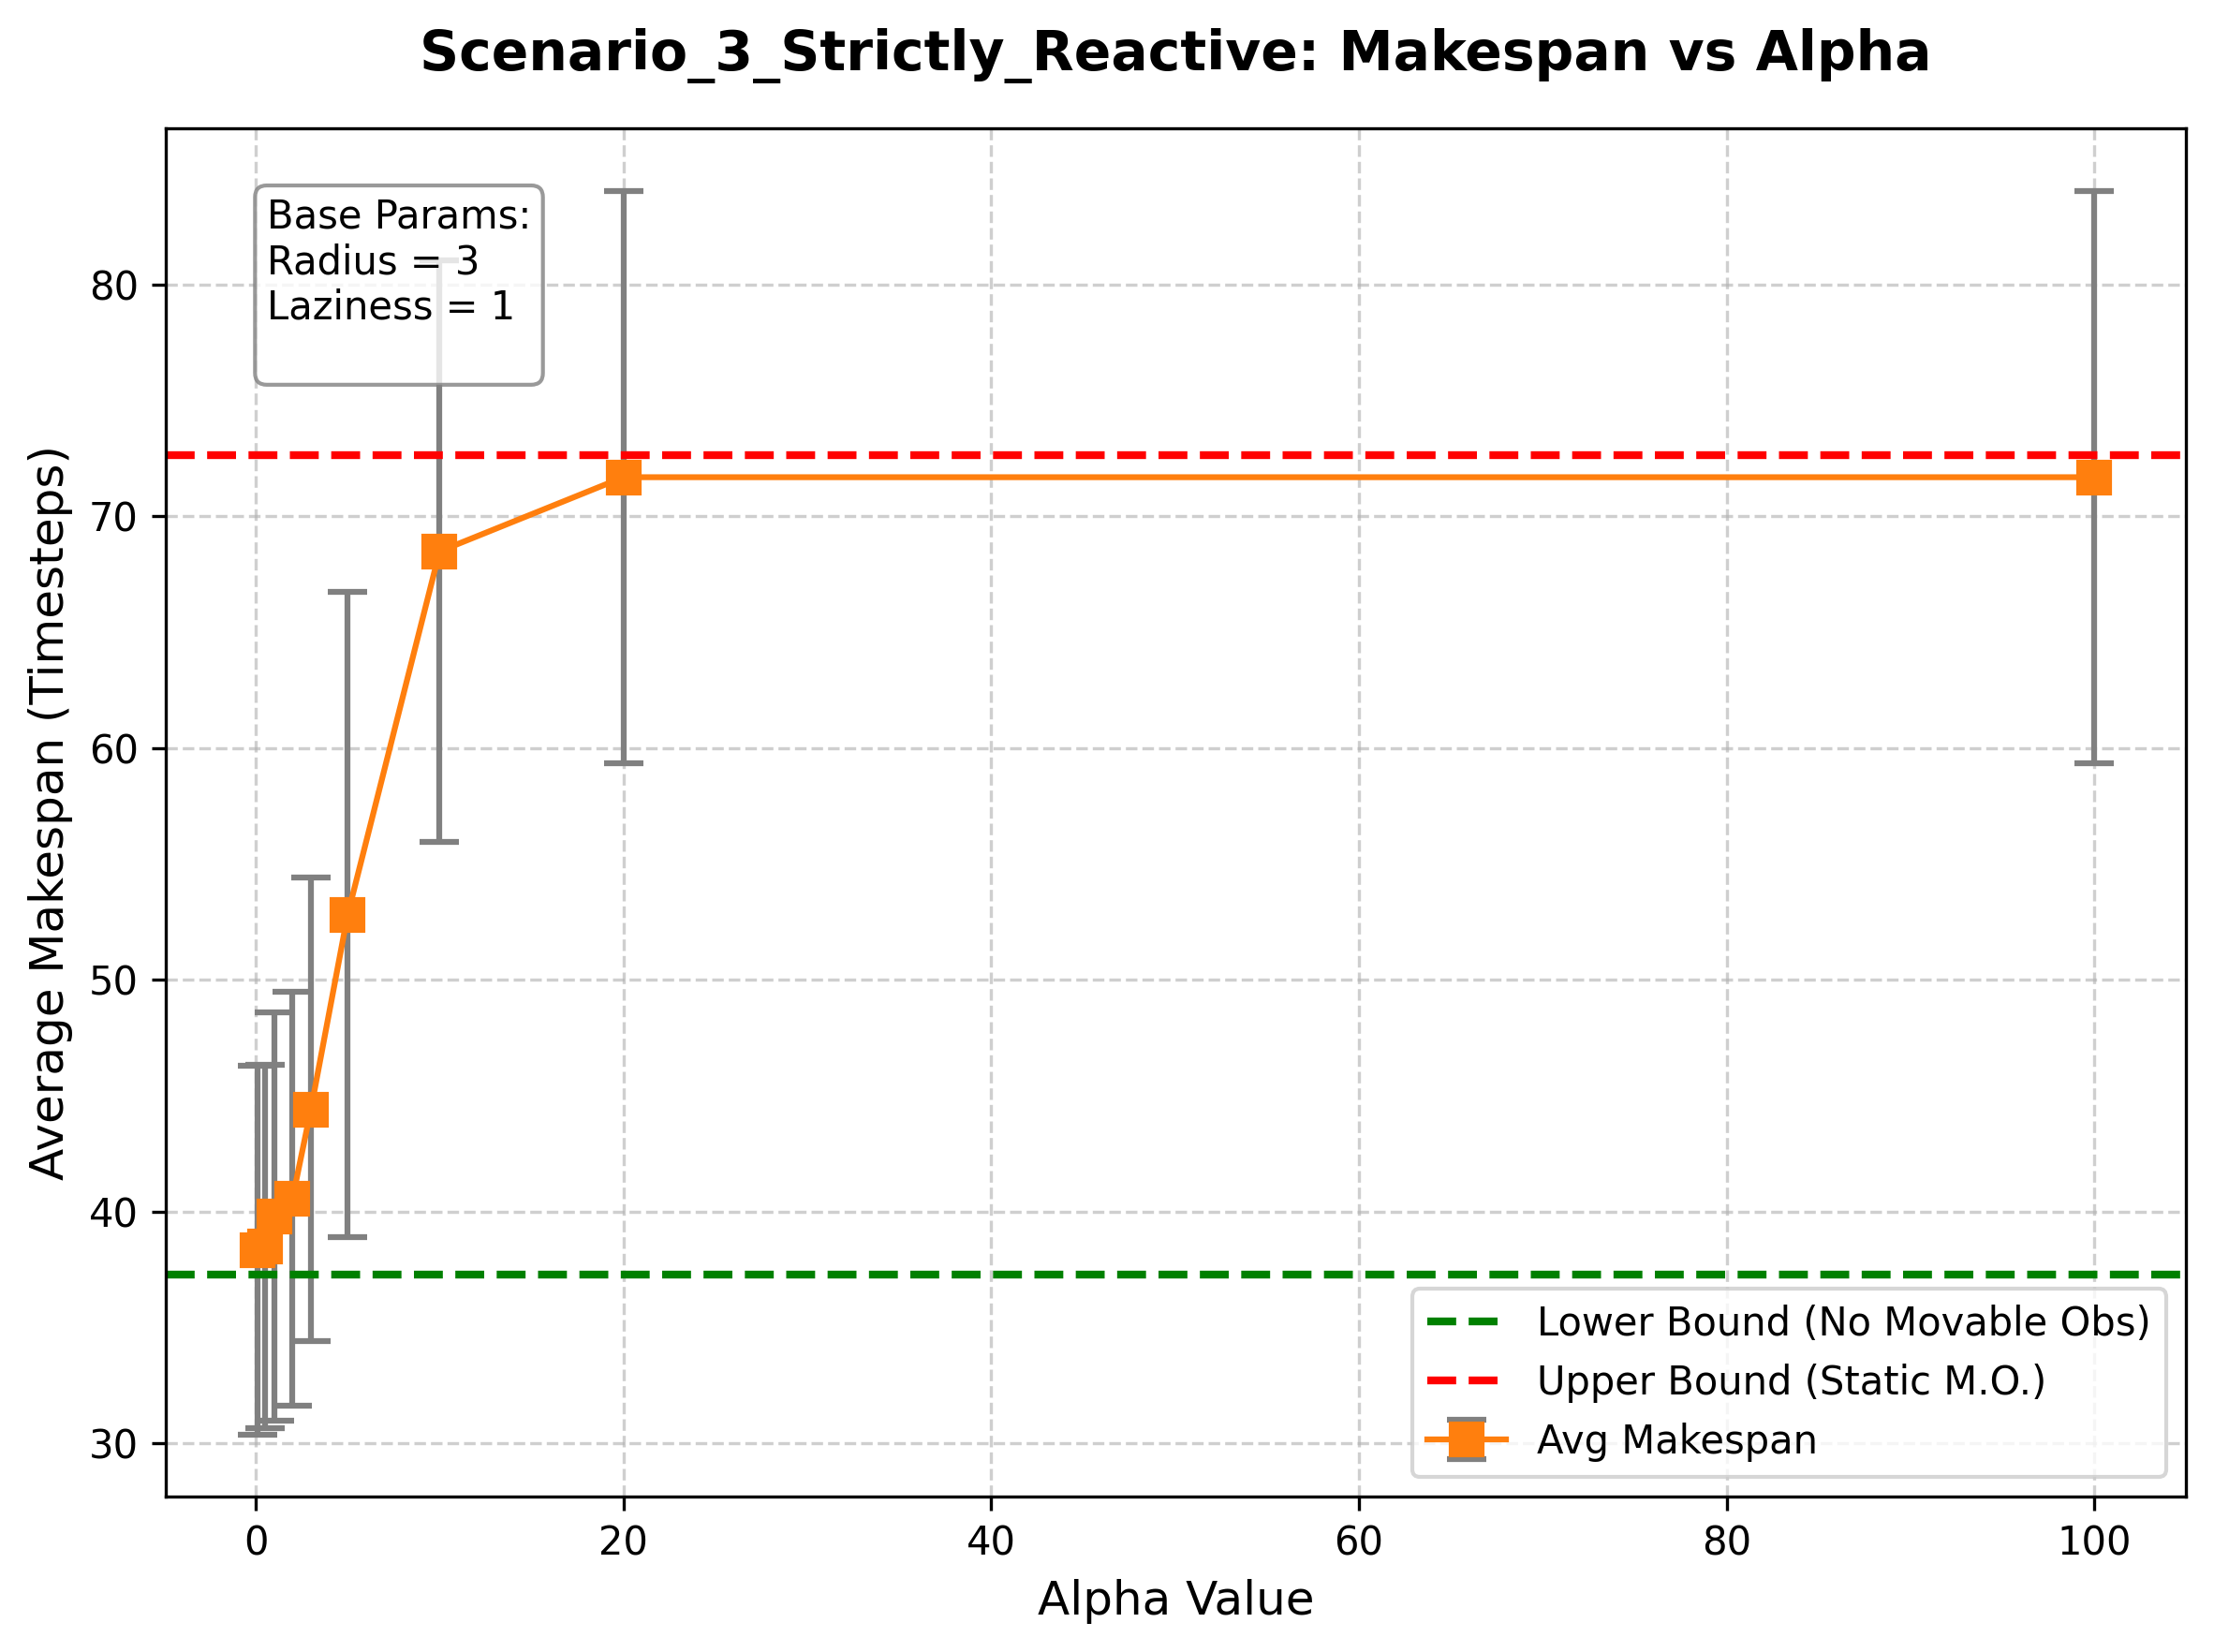 Scenario_3_Strictly_Reactive: Makespan vs Alpha
Base Params:
Radius = 3
Laziness = 1
80
70
60
50
40
30
Average Makespan (Timesteps)
Lower Bound (No Movable Obs)
Upper Bound (Static M.O.)
Avg Makespan
0 20 40 60 80 100
Alpha Value